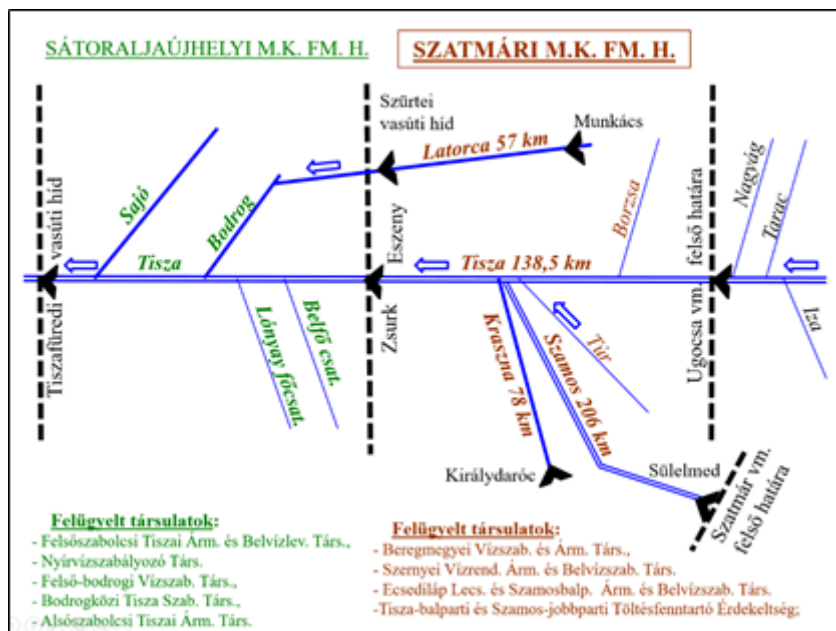 SÁTORALJAÚJHELYI M.K. FM. H.
SZATMÁRI M.K. FM. H.
Szürtei
vasúti híd
Munkács
Latorca 57 km
Sajó
Bodrog
Borzsa
Nagyág
Tarac
Tiszafüredi vasúti híd
Tisza
Eszeny
Zsurk
Tisza 138,5 km
Ugocsa vm. felső határa
Iza
Lónyay főcsat.
Belfő csat.
Kraszna 78 km
Szamos 206 km
Túr
Királydaróc
Sülelmed
Szatmár vm.
felső határa
Felügyelt társulatok:
- Felsőszabolcsi Tiszai Árm. és Belvízlev. Társ.,
- Nyírvízszabályozó Társ.
- Felső-bodrogi Vízszab. Társ.,
- Bodrogközi Tisza Szab. Társ.,
- Alsószabolcsi Tiszai Árm. Társ.
Felügyelt társulatok:
- Beregmegyei Vízszab. és Árm. Társ.,
- Szernyei Vízrend. Árm. és Belvízszab. Társ.
- Ecsediláp Lecs. és Szamosbalp. Árm. és Belvízszab. Társ.
-Tisza-balparti és Szamos-jobbparti Töltésfenntartó Érdekeltség;